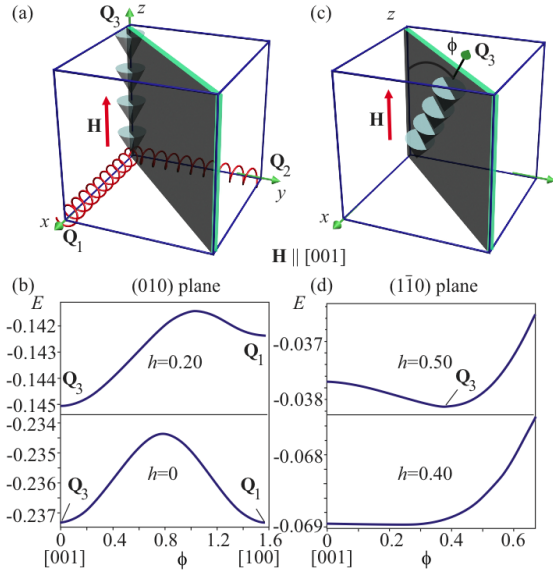 (a)
Q₃
z
H
Q₂
y
x
Q₁
(c)
z
ϕ
Q₃
H
x
H || [001]
(b)
(010) plane
E
-0.142
-0.143
-0.144
-0.145
Q₃
h=0.20
Q₁
-0.234
-0.235
-0.236
-0.237
Q₃
h=0
Q₁
0 0.4 0.8 1.2 1.6
[001] ϕ [100]
(d)
(11̄0) plane
E
-0.037
-0.038
h=0.50
Q₃
-0.068
-0.069
h=0.40
0 0.2 0.4 0.6
[001] ϕ